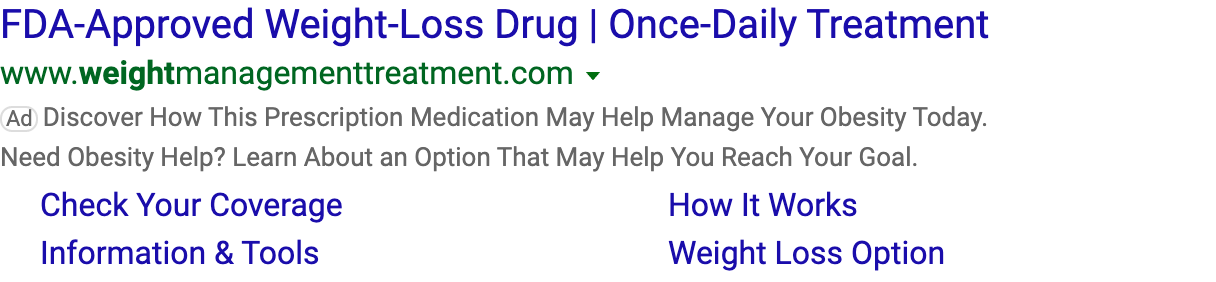 FDA-Approved Weight-Loss Drug | Once-Daily Treatment
www.weightmanagementtreatment.com
Ad Discover How This Prescription Medication May Help Manage Your Obesity Today.
Need Obesity Help? Learn About an Option That May Help You Reach Your Goal.
Check Your Coverage How It Works
Information & Tools Weight Loss Option